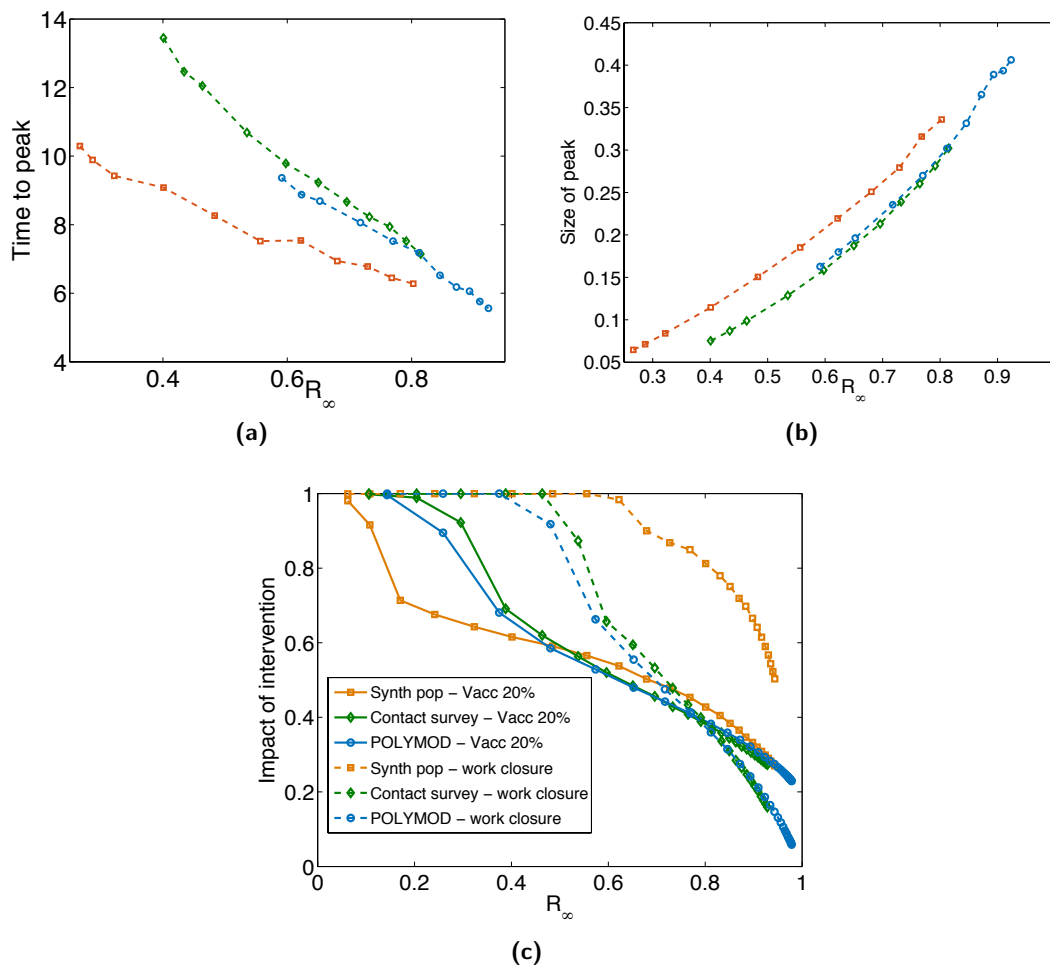 14
12
10
8
6
4
0.4
0.6
0.8
Time to peak
R∞
(a)
0.45
0.4
0.35
0.3
0.25
0.2
0.15
0.1
0.05
0.3 0.4 0.5 0.6 0.7 0.8 0.9
Size of peak
R∞
(b)
1
0.8
0.6
0.4
0.2
0
Impact of intervention
Synth pop – Vacc 20%
Contact survey – Vacc 20%
POLYMOD – Vacc 20%
Synth pop – work closure
Contact survey – work closure
POLYMOD – work closure
0 0.2 0.4 0.6 0.8 1
R∞
(c)